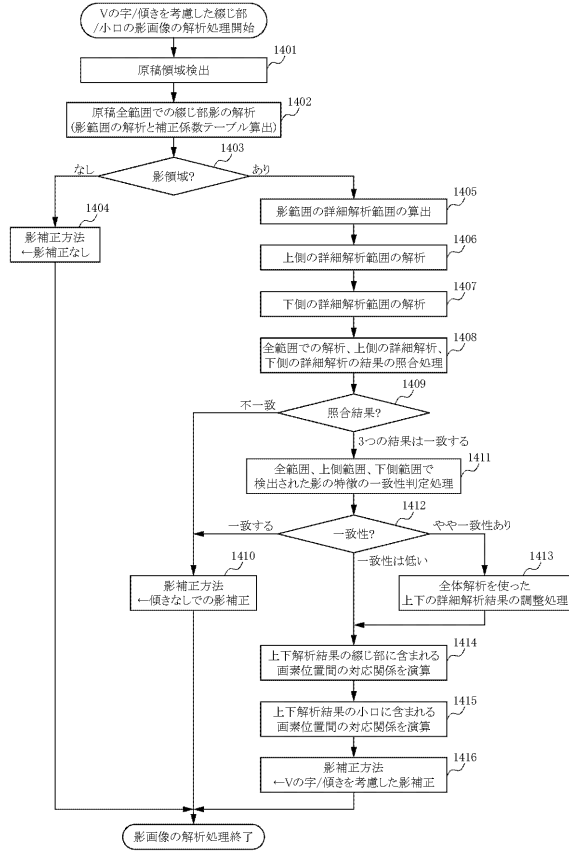 Vの字/傾きを考慮した綴じ部
/小口の影画像の解析処理開始
1401
原稿領域検出
1402
原稿全範囲での綴じ部影の解析
(影範囲の解析と補正係数テーブル算出)
1403
なし
影領域?
あり
1404
影補正方法
←影補正なし
1405
影範囲の詳細解析範囲の算出
1406
上側の詳細解析範囲の解析
1407
下側の詳細解析範囲の解析
1408
全範囲での解析、上側の詳細解析、
下側の詳細解析の結果の照合処理
1409
不一致
照合結果?
3つの結果は一致する
1411
全範囲、上側範囲、下側範囲で
検出された影の特徴の一致性判定処理
1412
一致する
一致性?
やや一致性あり
一致性は低い
1410
影補正方法
←傾きなしでの影補正
1413
全体解析を使った
上下の詳細解析結果の調整処理
1414
上下解析結果の綴じ部に含まれる
画素位置間の対応関係を演算
1415
上下解析結果の小口に含まれる
画素位置間の対応関係を演算
1416
影補正方法
←Vの字/傾きを考慮した影補正
影画像の解析処理終了